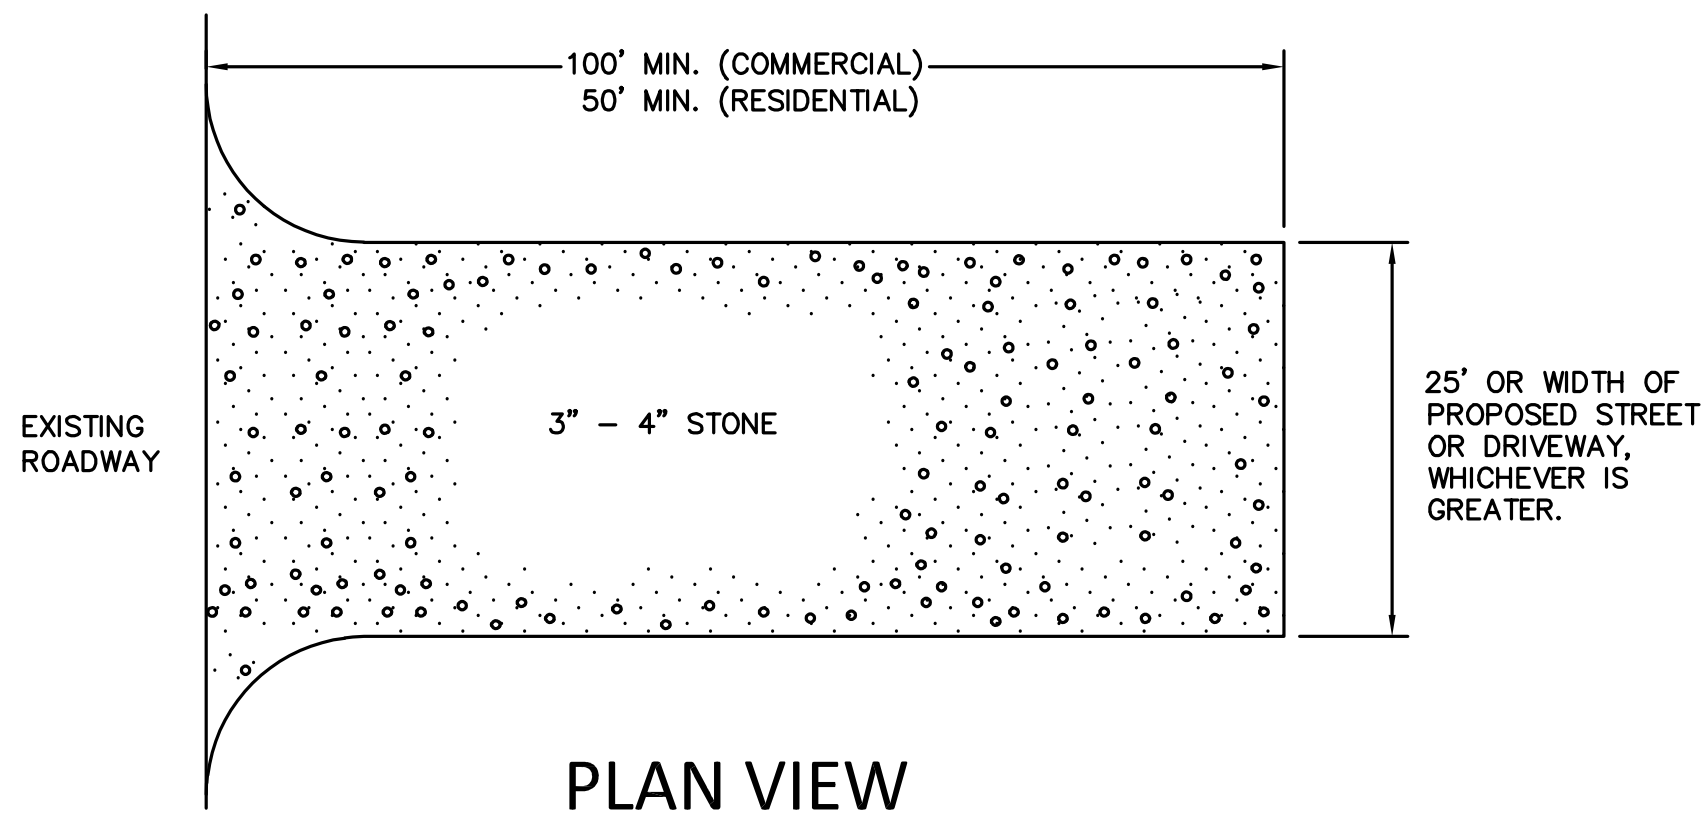 100' MIN. (COMMERCIAL)
50' MIN. (RESIDENTIAL)
EXISTING
ROADWAY
3" – 4" STONE
25' OR WIDTH OF
PROPOSED STREET
OR DRIVEWAY,
WHICHEVER IS
GREATER.
PLAN VIEW